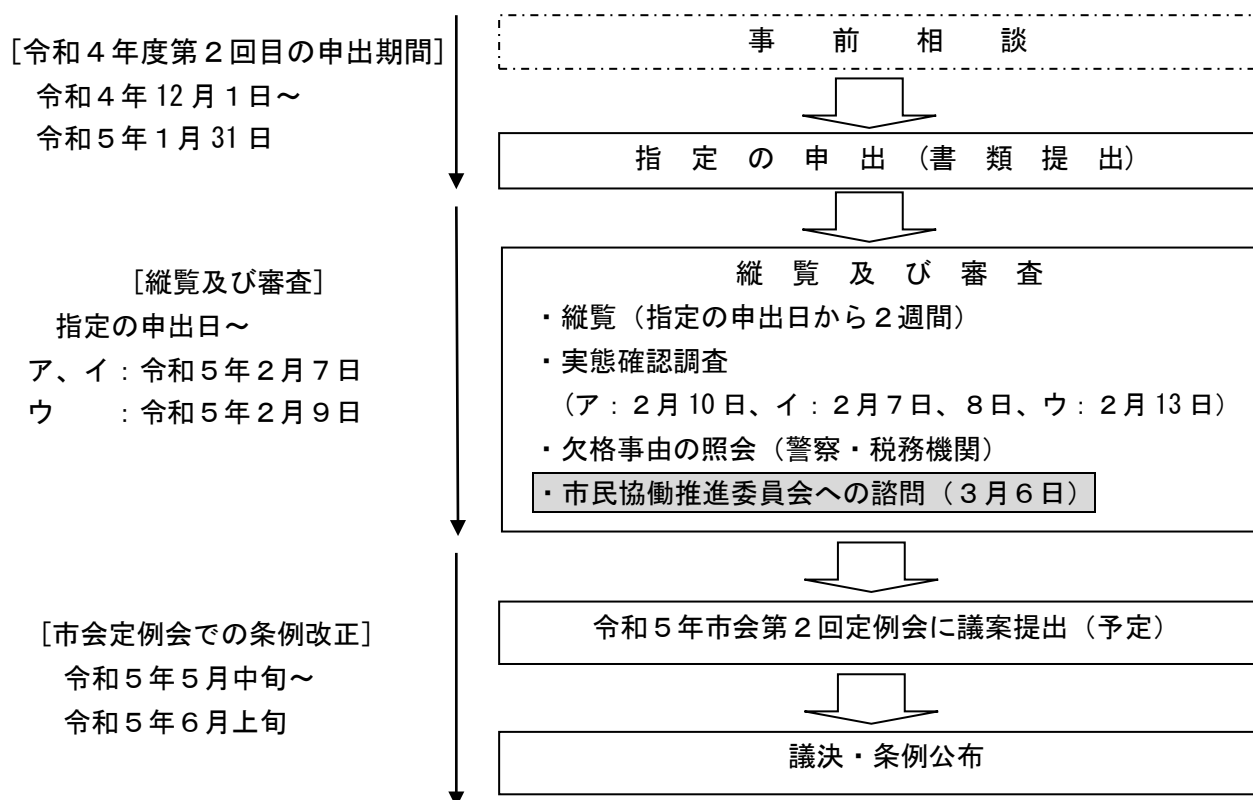 [令和４年度第２回目の申出期間]
令和４年 12 月１日～
令和５年１月 31 日
事　前　相　談
指　定　の　申　出（書　類　提　出）
[縦覧及び審査]
指定の申出日～
ア、イ：令和５年２月７日
ウ　　：令和５年２月９日
縦　覧　及　び　審　査
・縦覧（指定の申出日から２週間）
・実態確認調査
（ア：２月 10 日、イ：２月７日、８日、ウ：２月 13 日）
・欠格事由の照会（警察・税務機関）
・市民協働推進委員会への諮問（３月６日）
[市会定例会での条例改正]
令和５年５月中旬～
令和５年６月上旬
令和５年市会第２回定例会に議案提出（予定）
議決・条例公布